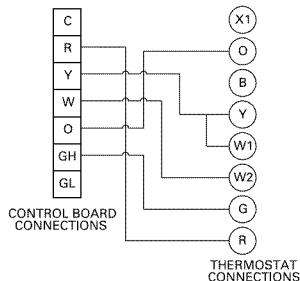 C
R
Y
W
O
GH
GL
CONTROL BOARD
CONNECTIONS
X1
O
B
Y
W1
W2
G
R
THERMOSTAT
CONNECTIONS